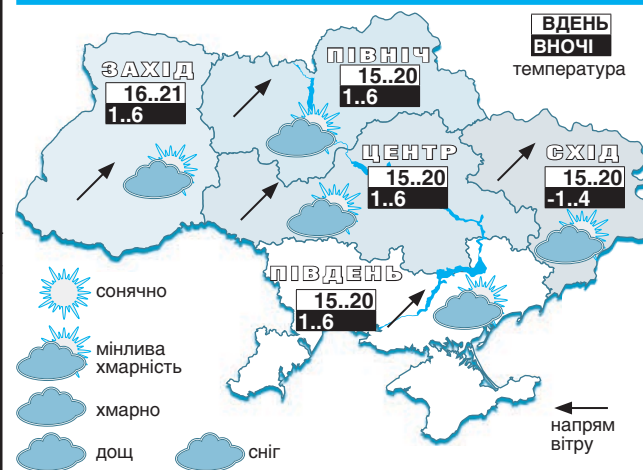 ВДЕНЬ
ВНОЧІ
температура
ПІВНІЧ
15..20
1..6
ЗАХІД
16..21
1..6
ЦЕНТР
15..20
1..6
СХІД
15..20
-1..4
ПІВДЕНЬ
15..20
1..6
сонячно
мінлива
хмарність
хмарно
дощ
сніг
напрям
вітру